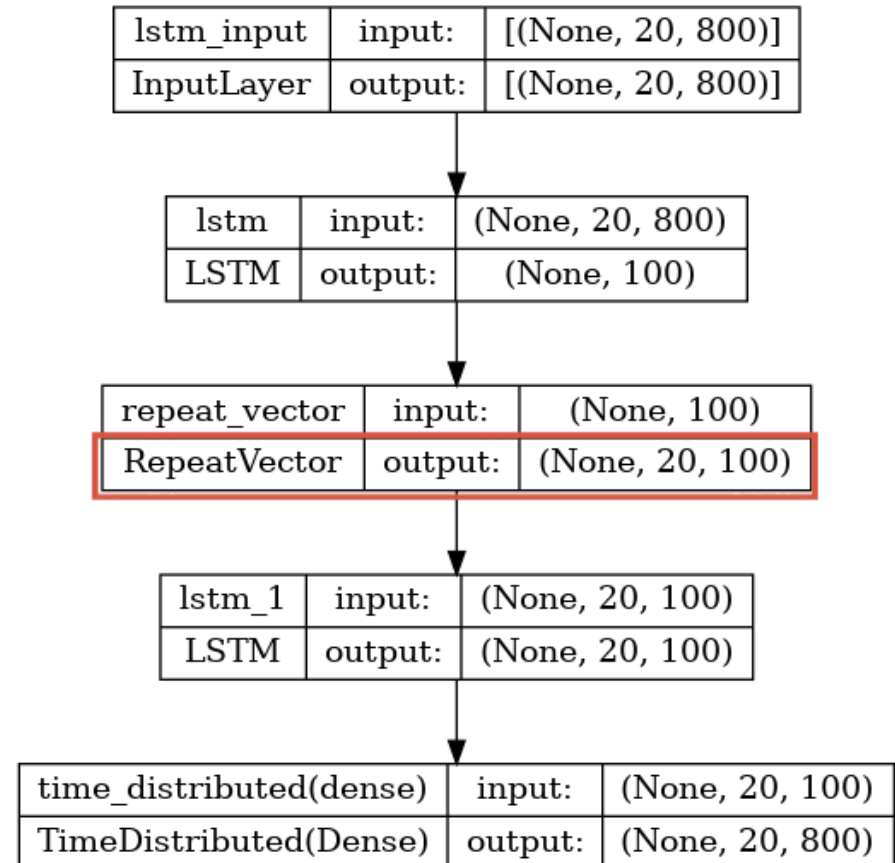 lstm_input input: [(None, 20, 800)]
InputLayer output: [(None, 20, 800)]
lstm input: (None, 20, 800)
LSTM output: (None, 100)
repeat_vector input: (None, 100)
RepeatVector output: (None, 20, 100)
lstm_1 input: (None, 20, 100)
LSTM output: (None, 20, 100)
time_distributed(dense) input: (None, 20, 100)
TimeDistributed(Dense) output: (None, 20, 800)